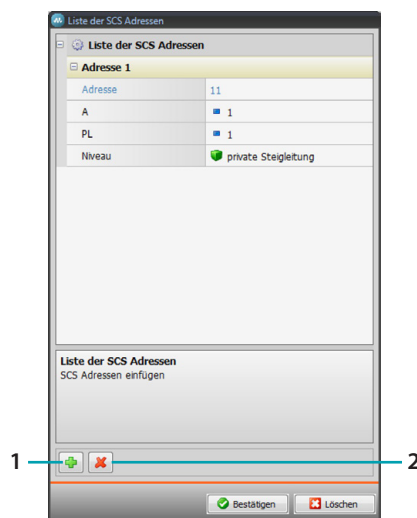 Liste der SCS Adressen
Liste der SCS Adressen
Adresse 1
Adresse 11
A 1
PL 1
Niveau private Steigleitung
Liste der SCS Adressen
SCS Adressen einfügen
1 2
Bestätigen Löschen